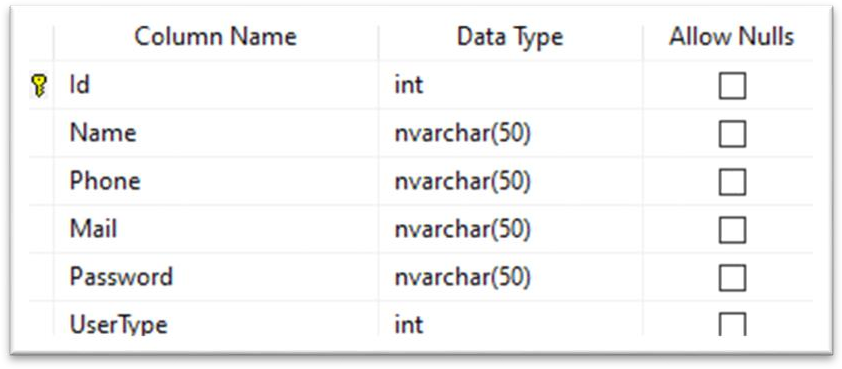 Column Name Data Type Allow Nulls
Id int
Name nvarchar(50)
Phone nvarchar(50)
Mail nvarchar(50)
Password nvarchar(50)
UserType int